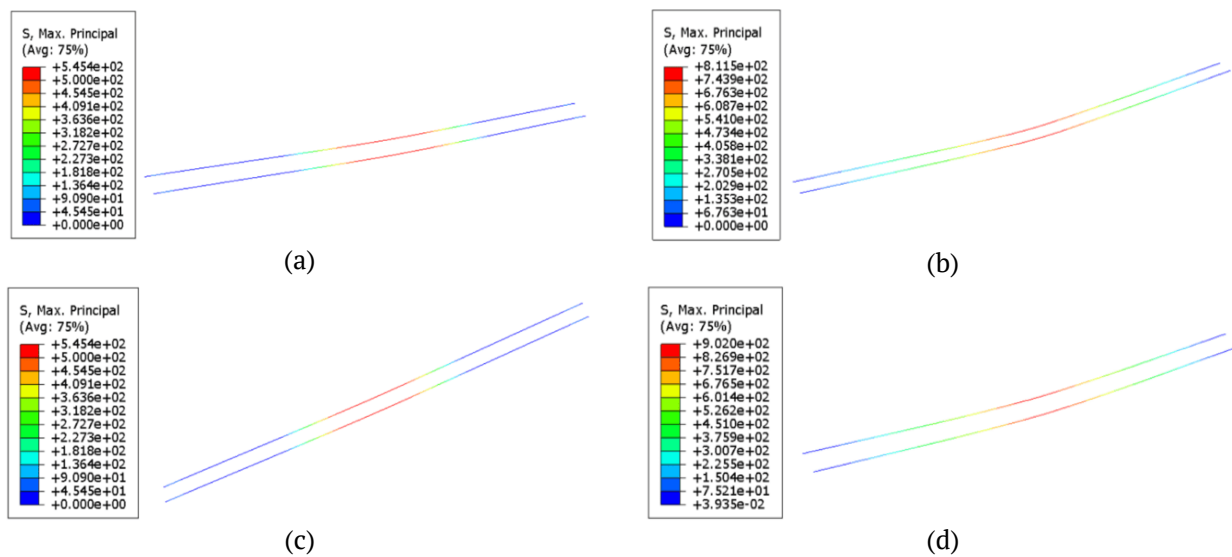 S, Max. Principal
(Avg: 75%)
+5.454e+02
+5.000e+02
+4.545e+02
+4.091e+02
+3.636e+02
+3.182e+02
+2.727e+02
+2.273e+02
+1.818e+02
+1.364e+02
+9.090e+01
+4.545e+01
+0.000e+00
(a)
S, Max. Principal
(Avg: 75%)
+8.115e+02
+7.439e+02
+6.763e+02
+6.087e+02
+5.410e+02
+4.734e+02
+4.058e+02
+3.381e+02
+2.705e+02
+2.029e+02
+1.353e+02
+6.763e+01
+0.000e+00
(b)
S, Max. Principal
(Avg: 75%)
+5.454e+02
+5.000e+02
+4.545e+02
+4.091e+02
+3.636e+02
+3.182e+02
+2.727e+02
+2.273e+02
+1.818e+02
+1.364e+02
+9.090e+01
+4.545e+01
+0.000e+00
(c)
S, Max. Principal
(Avg: 75%)
+9.020e+02
+8.269e+02
+7.517e+02
+6.765e+02
+6.014e+02
+5.262e+02
+4.510e+02
+3.759e+02
+3.007e+02
+2.255e+02
+1.504e+02
+7.521e+01
+3.935e-02
(d)